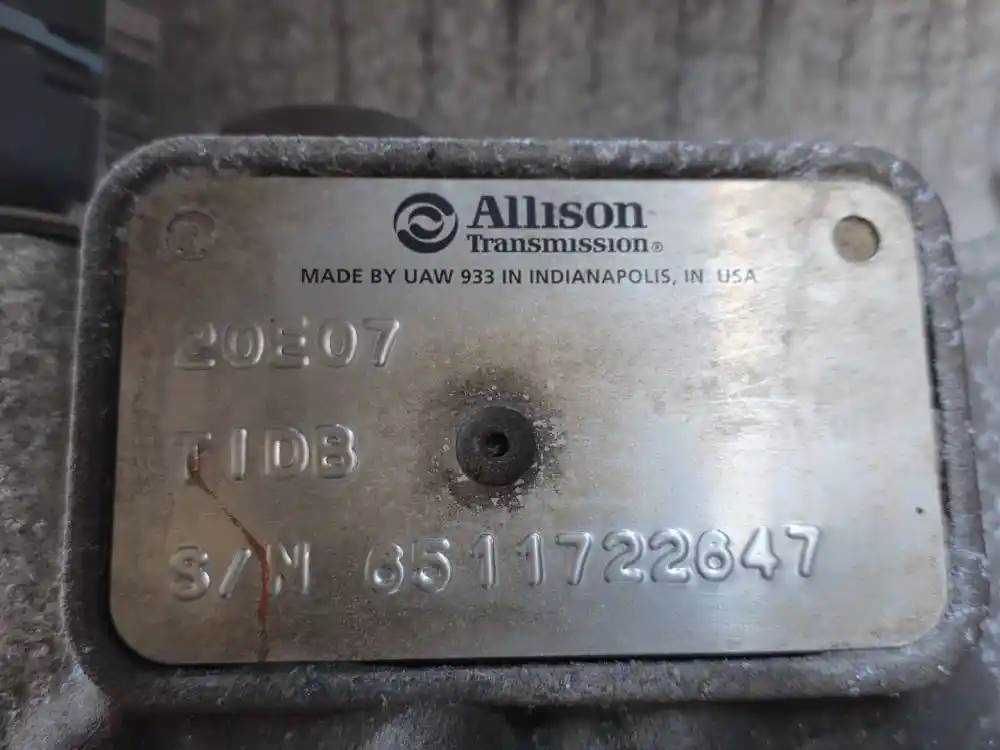 Allison
Transmission®
MADE BY UAW 933 IN INDIANAPOLIS, IN USA
20E07
TIDB
S/N 6511722647